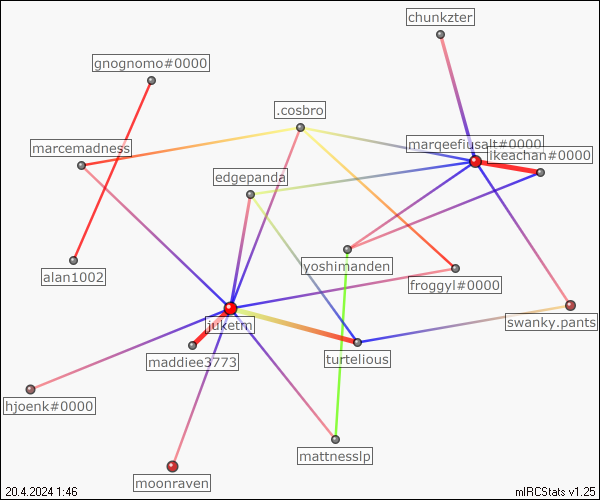 chunkzter
gnognomo#0000
.cosbro
marcemadness
marqeefiusalt#0000
ikeachan#0000
edgepanda
yoshimanden
alan1002
froggyl#0000
juketm
swanky.pants
maddiee3773
turtelious
hjoenk#0000
mattnesslp
moonraven
20.4.2024 1:46
mIRCStats v1.25